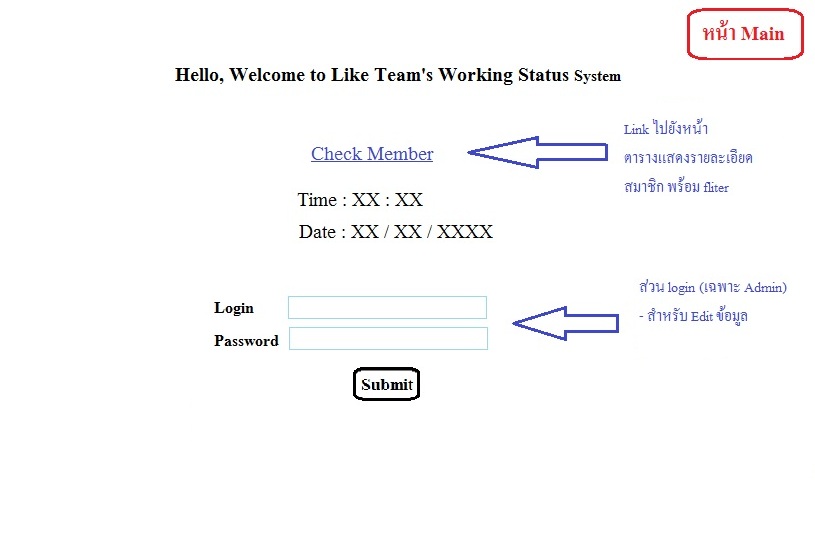 หน้า Main
Hello, Welcome to Like Team's Working Status System
Check Member
Link ไปยังหน้า
ตารางแสดงรายละเอียด
สมาชิก พร้อม fliter
Time : XX : XX
Date : XX / XX / XXXX
ส่วน login (เฉพาะ Admin)
- สำหรับ Edit ข้อมูล
Login
Password
Submit